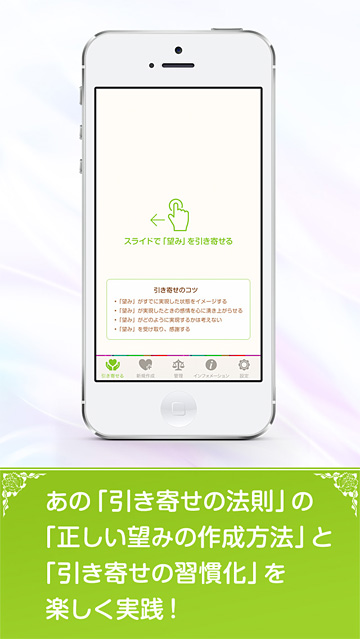 スライドで「望み」を引き寄せる
引き寄せのコツ
・「望み」がすでに実現した状態をイメージする
・「望み」が実現したときの感情を心に湧き上がらせる
・「望み」がどのように実現するかは考えない
・「望み」を受け取り、感謝する
引き寄せる 新規作成 管理 インフォメーション 設定
あの「引き寄せの法則」の
「正しい望みの作成方法」と
「引き寄せの習慣化」を
楽しく実践！